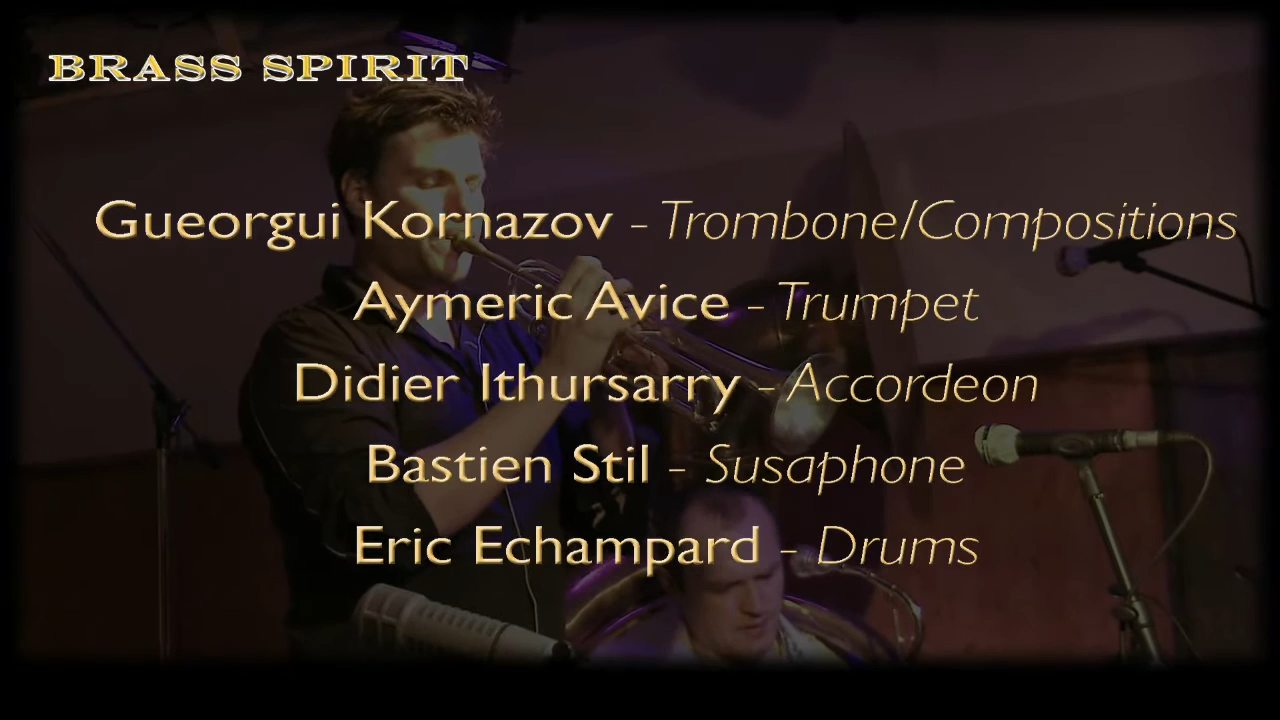 BRASS SPIRIT
Gueorgui Kornazov - Trombone/Compositions
Aymeric Avice - Trumpet
Didier Ithursarry - Accordeon
Bastien Stil - Susaphone
Eric Echampard - Drums